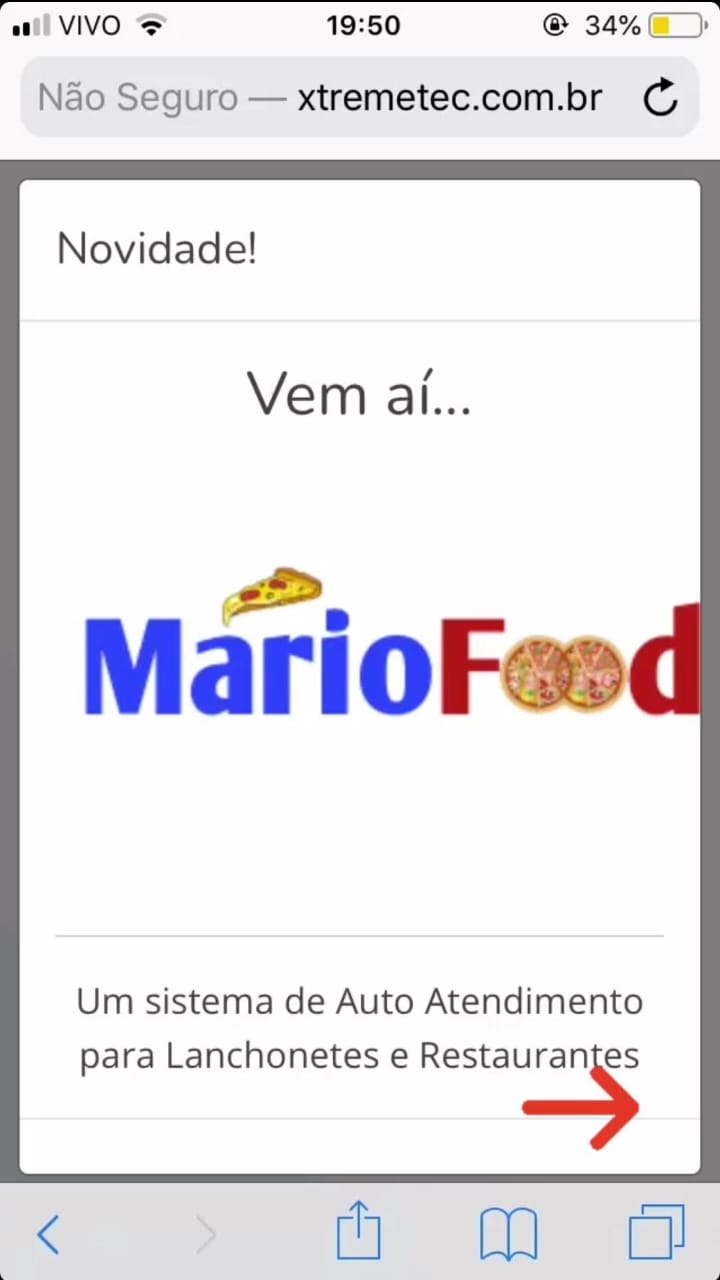 VIVO 19:50 34%
Não Seguro — xtremetec.com.br
Novidade!
Vem aí...
MarioFood
Um sistema de Auto Atendimento
para Lanchonetes e Restaurantes